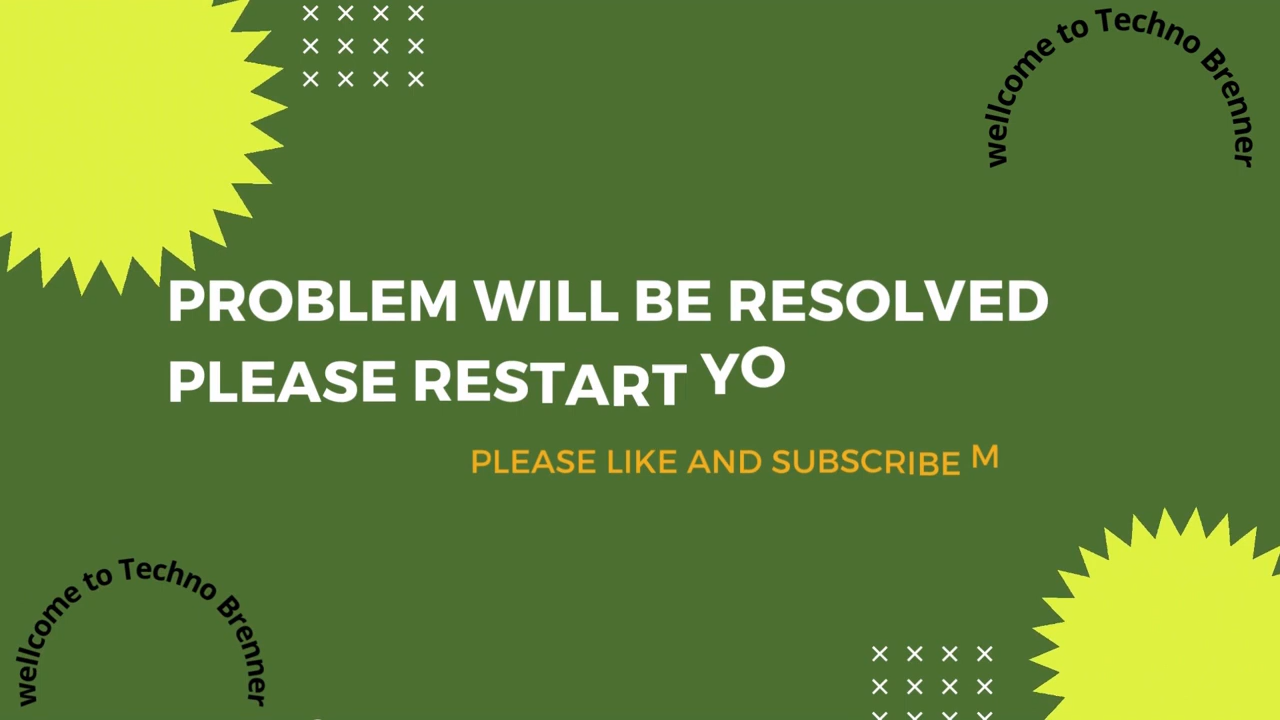 wellcome to Techno Brenner
PROBLEM WILL BE RESOLVED
PLEASE RESTART YO
PLEASE LIKE AND SUBSCRIBE M
wellcome to Techno Brenner